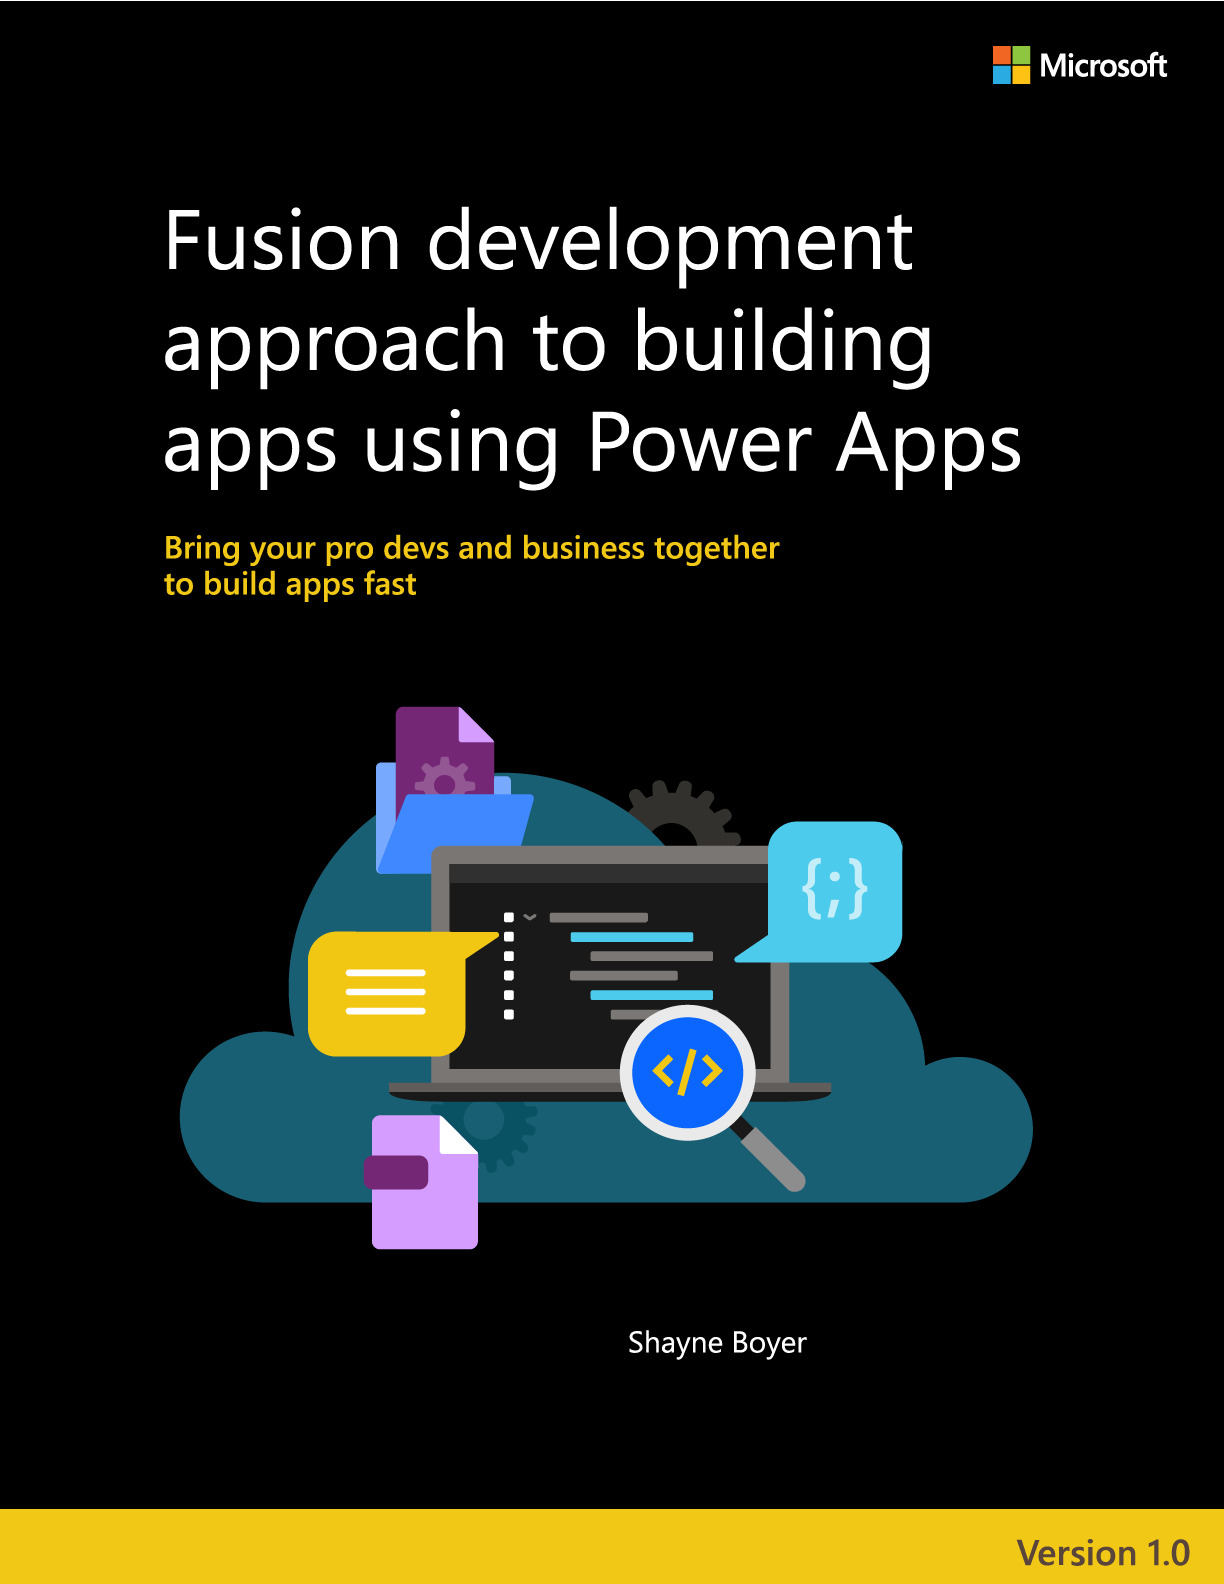 Microsoft
Fusion development
approach to building
apps using Power Apps
Bring your pro devs and business together
to build apps fast
{;}
</>
Shayne Boyer
Version 1.0